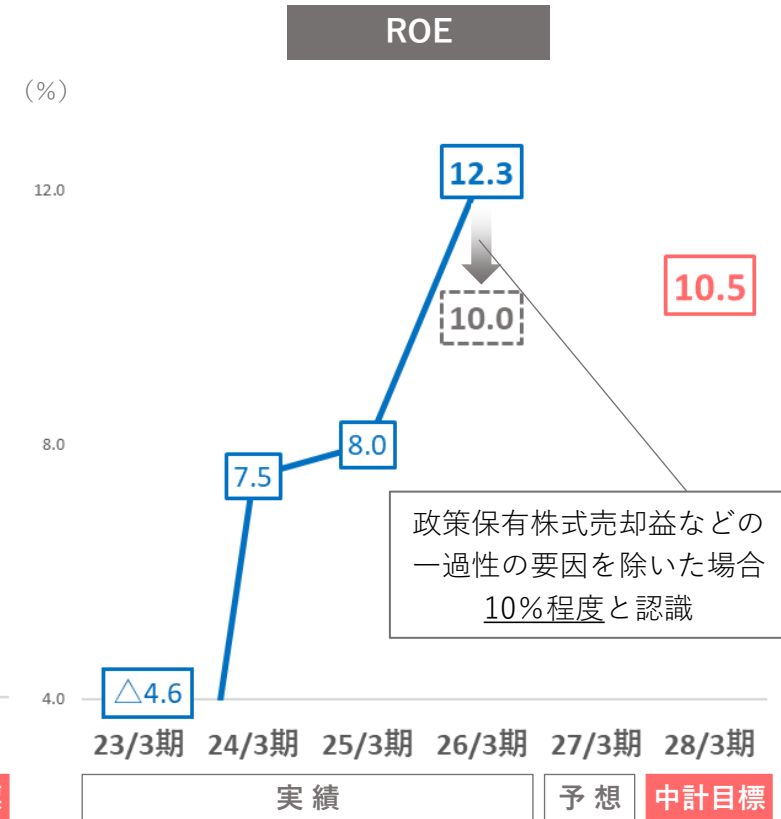 ROE
(%)
12.0
8.0
4.0
12.3
10.0
10.5
8.0
7.5
△4.6
政策保有株式売却益などの
一過性の要因を除いた場合
10%程度と認識
23/3期 24/3期 25/3期 26/3期 27/3期 28/3期
実 績 予 想 中計目標